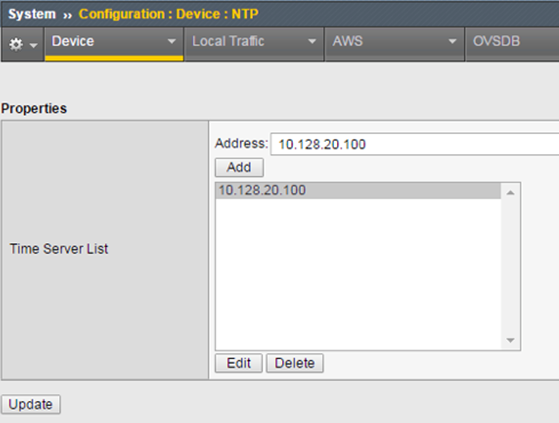 System ›› Configuration : Device : NTP
Device Local Traffic AWS OVSDB
Properties
Address: 10.128.20.100
Add
10.128.20.100
Time Server List
Edit Delete
Update